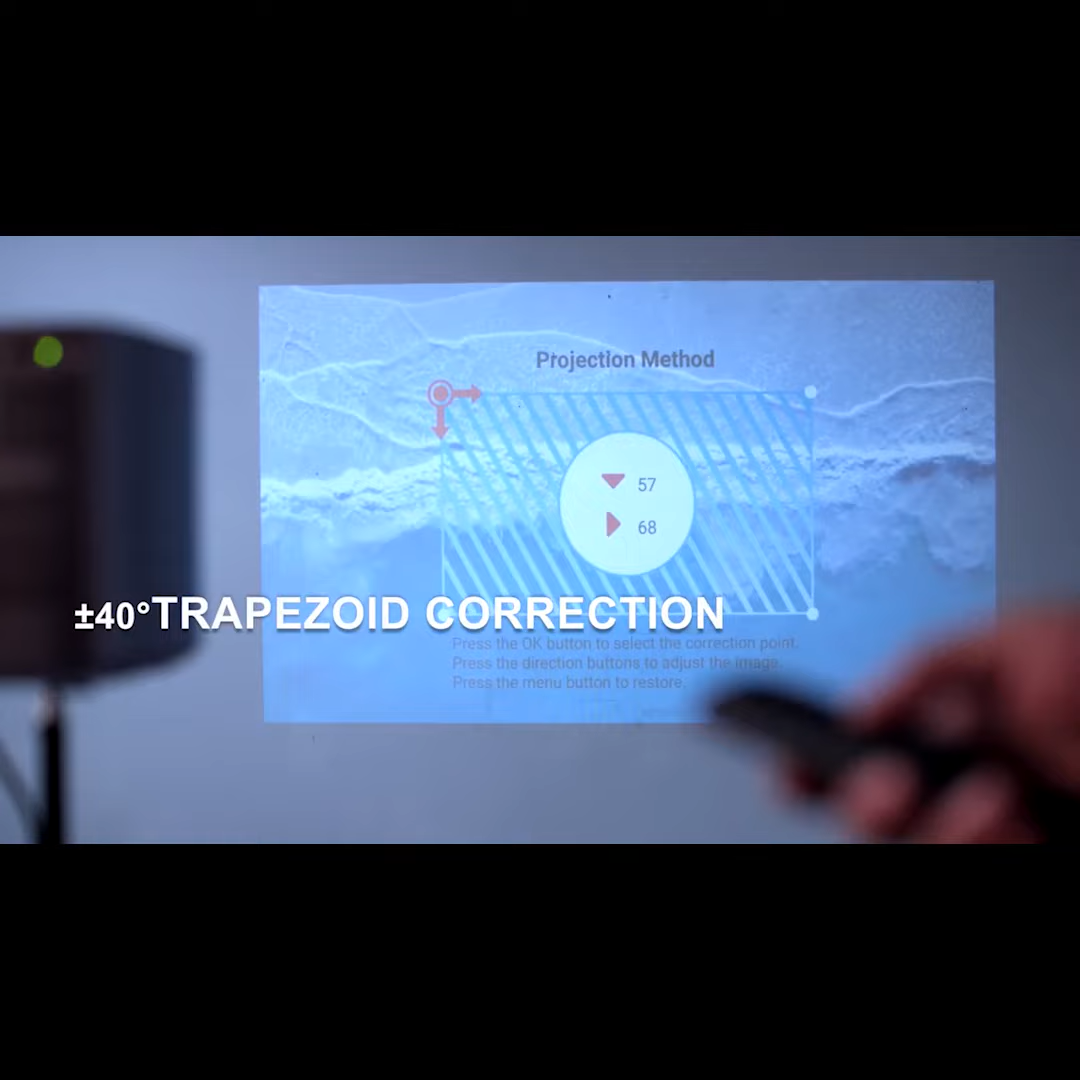 Projection Method
57
68
±40°TRAPEZOID CORRECTION
Press the OK button to select the correction point.
Press the direction buttons to adjust the image.
Press the menu button to restore.